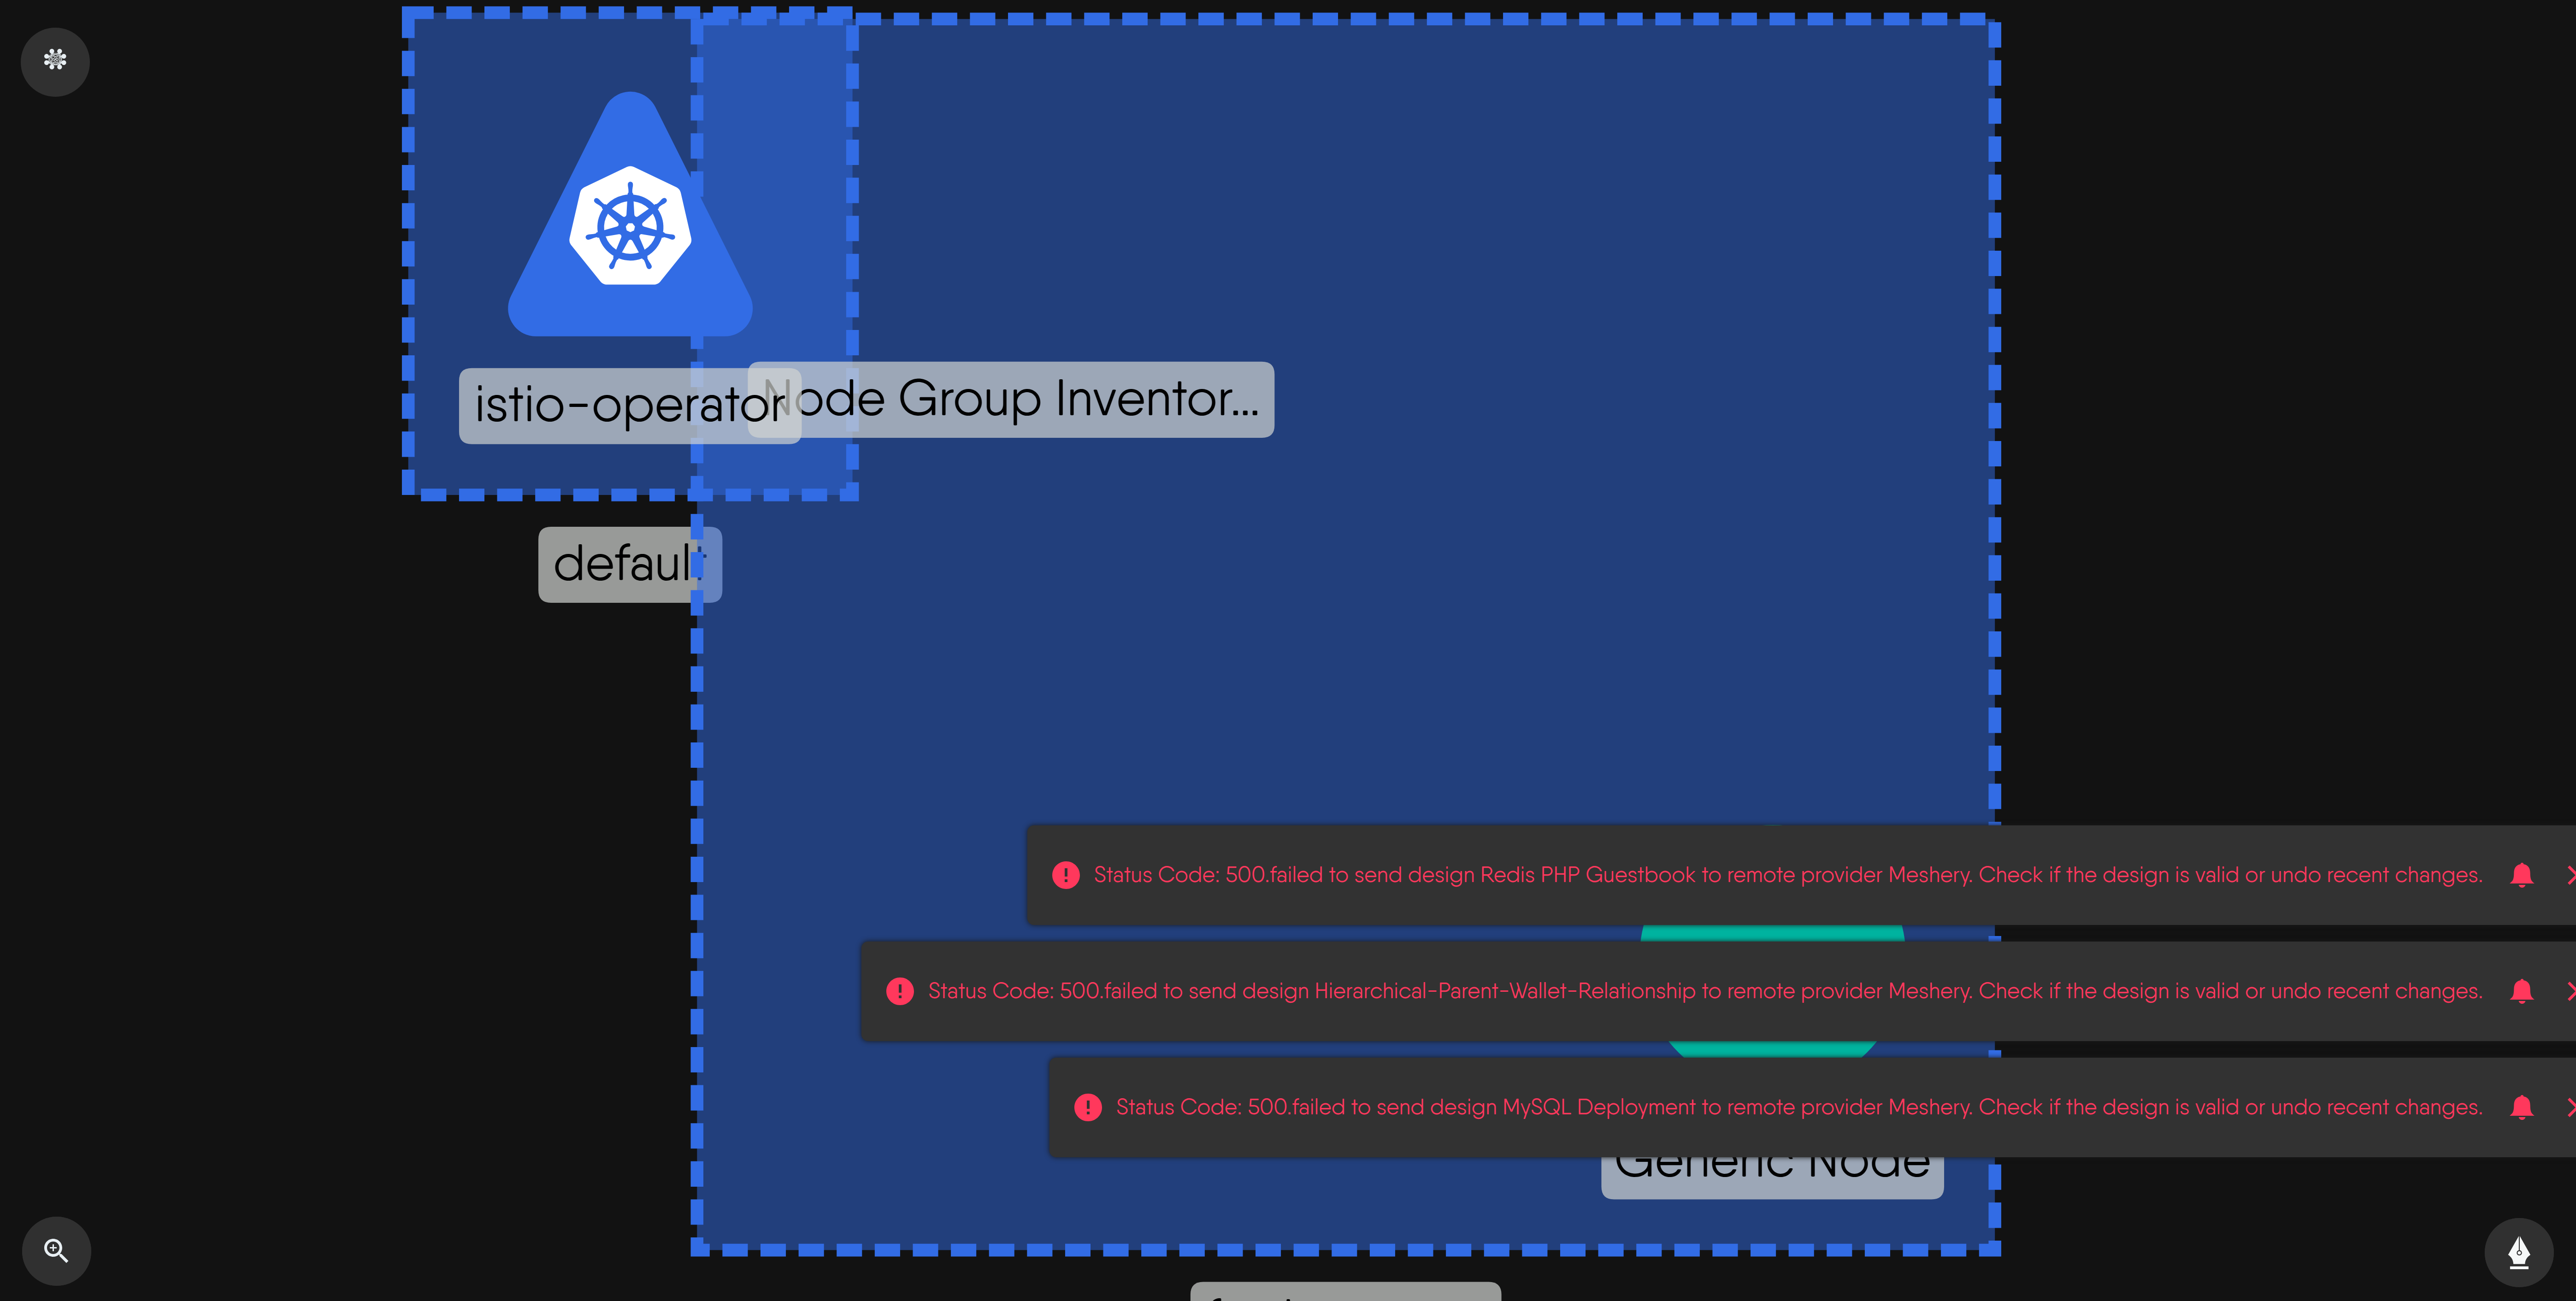 istio-operator
Node Group Inventor...
default
Status Code: 500.failed to send design Redis PHP Guestbook to remote provider Meshery. Check if the design is valid or undo recent changes.
Status Code: 500.failed to send design Hierarchical-Parent-Wallet-Relationship to remote provider Meshery. Check if the design is valid or undo recent changes.
Status Code: 500.failed to send design MySQL Deployment to remote provider Meshery. Check if the design is valid or undo recent changes.
Generic Node